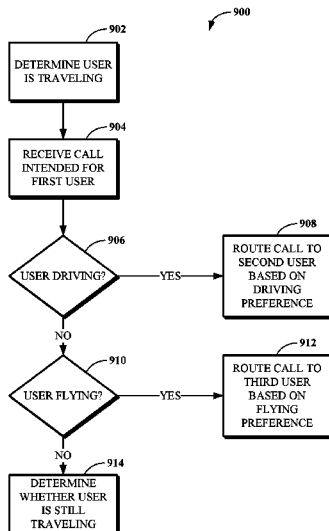 900
902
DETERMINE USER
IS TRAVELING
904
RECEIVE CALL
INTENDED FOR
FIRST USER
906
USER DRIVING?
YES
908
ROUTE CALL TO
SECOND USER
BASED ON
DRIVING
PREFERENCE
NO
910
USER FLYING?
YES
912
ROUTE CALL TO
THIRD USER
BASED ON
FLYING
PREFERENCE
NO
914
DETERMINE
WHETHER USER
IS STILL
TRAVELING